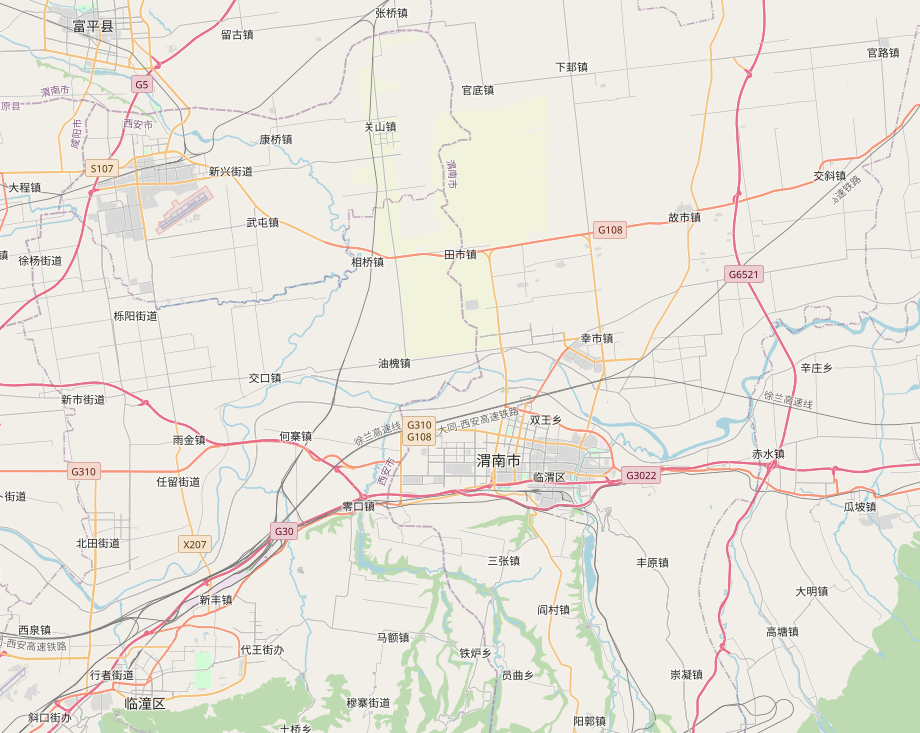 张桥镇
富平县
留古镇
官路镇
下邽镇
G5
官底镇
渭南市
原县
西安市
咸阳市
关山镇
康桥镇
S107
新兴街道
渭南市
交斜镇
大程镇
速铁路
武屯镇
故市镇
G108
田市镇
镇
徐杨街道
相桥镇
G6521
栎阳街道
幸市镇
油槐镇
辛庄乡
交口镇
新市街道
徐兰高速线
双王乡
G310
G108
大同-西安高速铁路
徐兰高速线
雨金镇
何寨镇
赤水镇
渭南市
G310
西安市
临渭区
G3022
任留街道
街道
零口镇
瓜坡镇
G30
北田街道
X207
三张镇
丰原镇
大明镇
新丰镇
阎村镇
西泉镇
高塘镇
马额镇
-西安高速铁路
代王街办
铁炉乡
行者街道
员曲乡
崇凝镇
临潼区
穆寨街道
斜口街办
阳郭镇
土桥乡